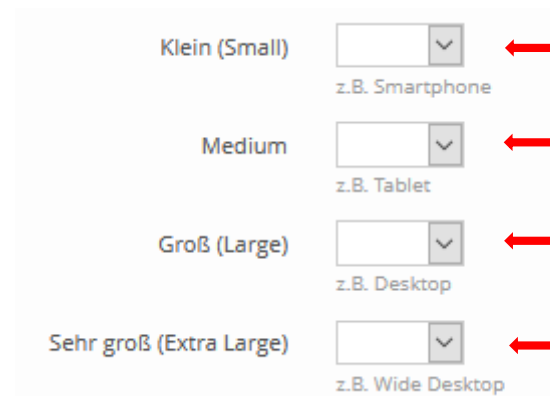 Klein (Small)
z.B. Smartphone
Medium
z.B. Tablet
Groß (Large)
z.B. Desktop
Sehr groß (Extra Large)
z.B. Wide Desktop